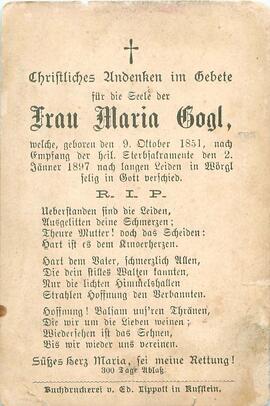 Christliches Andenken im Gebete
für die Seele der
Frau Maria Gogl,
welche, geboren den 9. Oktober 1851, nach
Empfang der heil. Sterbsakramente den 2.
Jänner 1897 nach langen Leiden in Wörgl
selig in Gott verschied.
R. I. P.
Ueberstanden sind die Leiden,
Ausgelitten deine Schmerzen;
Theure Mutter! doch das Scheiden:
Hart ist es dem Kinderherzen.
Hart dem Vater, schmerzlich Allen,
Die dein stilles Walten kannten,
Nur die lichten Himmelshallen
Strahlen Hoffnung den Verbannten.
Hoffnung! Balsam uns'ren Thränen,
Die wir um die Lieben weinen;
Wiedersehen ist das Sehnen,
Bis wir wieder uns vereinen.
Süßes Herz Maria, sei meine Rettung!
300 Tage Ablaß.
Buchdruckerei v. Ed. Lippott in Kufstein.